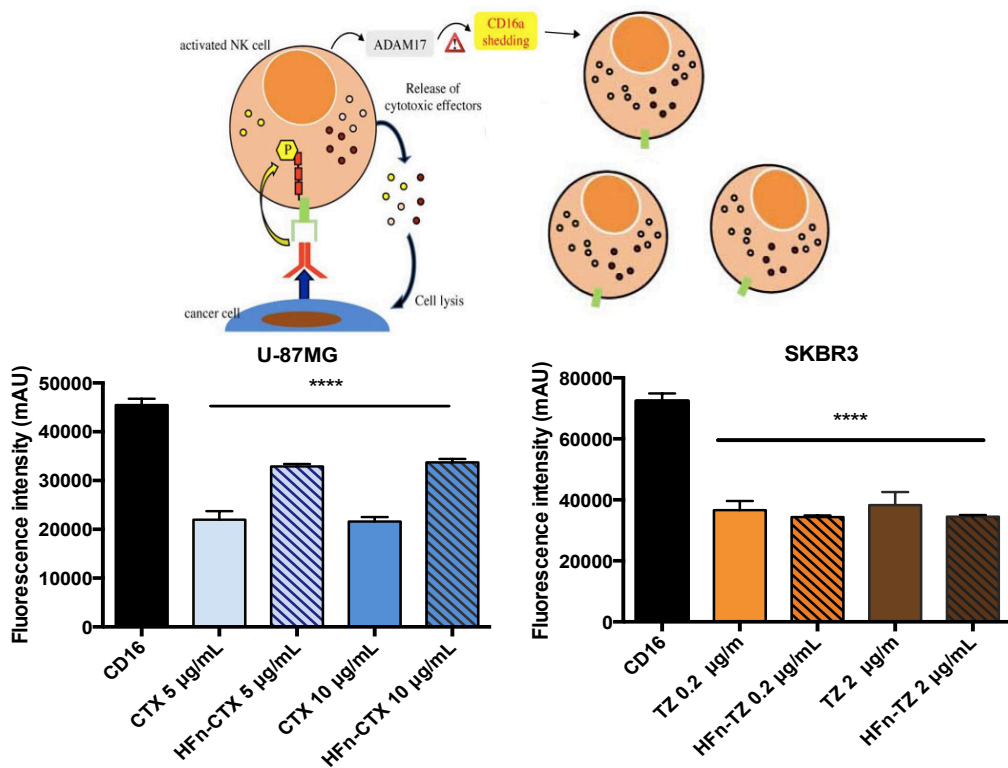 activated NK cell
ADAM17
CD16a
shedding
Release of
cytotoxic effectors
P
Cell lysis
cancer cell
U-87MG
Fluorescence intensity (mAU)
50000
40000
30000
20000
10000
0
****
CD16
CTX 5 µg/mL
HFn-CTX 5 µg/mL
CTX 10 µg/mL
HFn-CTX 10 µg/mL
SKBR3
Fluorescence intensity (mAU)
80000
60000
40000
20000
0
****
CD16
TZ 0.2 µg/m
HFn-TZ 0.2 µg/mL
TZ 2 µg/m
HFn-TZ 2 µg/mL